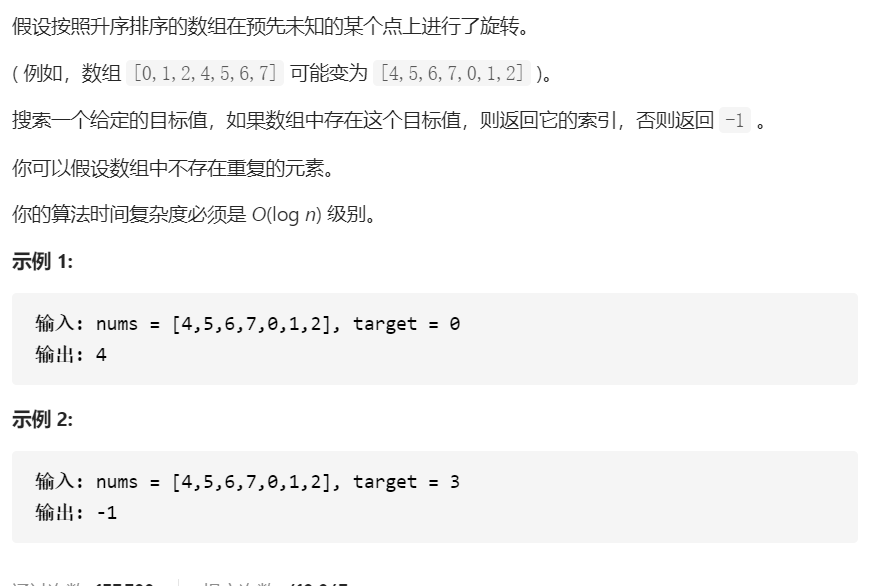 假设按照升序排序的数组在预先未知的某个点上进行了旋转。
( 例如，数组 [0,1,2,4,5,6,7] 可能变为 [4,5,6,7,0,1,2] )。
搜索一个给定的目标值，如果数组中存在这个目标值，则返回它的索引，否则返回 -1 。
你可以假设数组中不存在重复的元素。
你的算法时间复杂度必须是 O(log n) 级别。
示例 1:
输入: nums = [4,5,6,7,0,1,2], target = 0
输出: 4
示例 2:
输入: nums = [4,5,6,7,0,1,2], target = 3
输出: -1